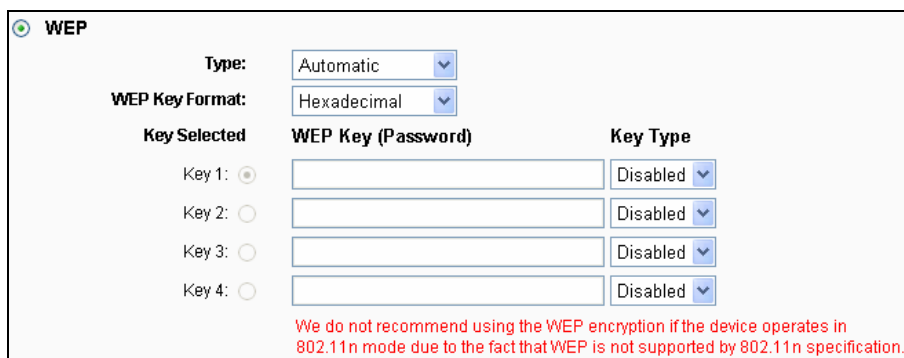 WEP
Type: Automatic
WEP Key Format: Hexadecimal
Key Selected WEP Key (Password) Key Type
Key 1: Disabled
Key 2: Disabled
Key 3: Disabled
Key 4: Disabled
We do not recommend using the WEP encryption if the device operates in
802.11n mode due to the fact that WEP is not supported by 802.11n specification.